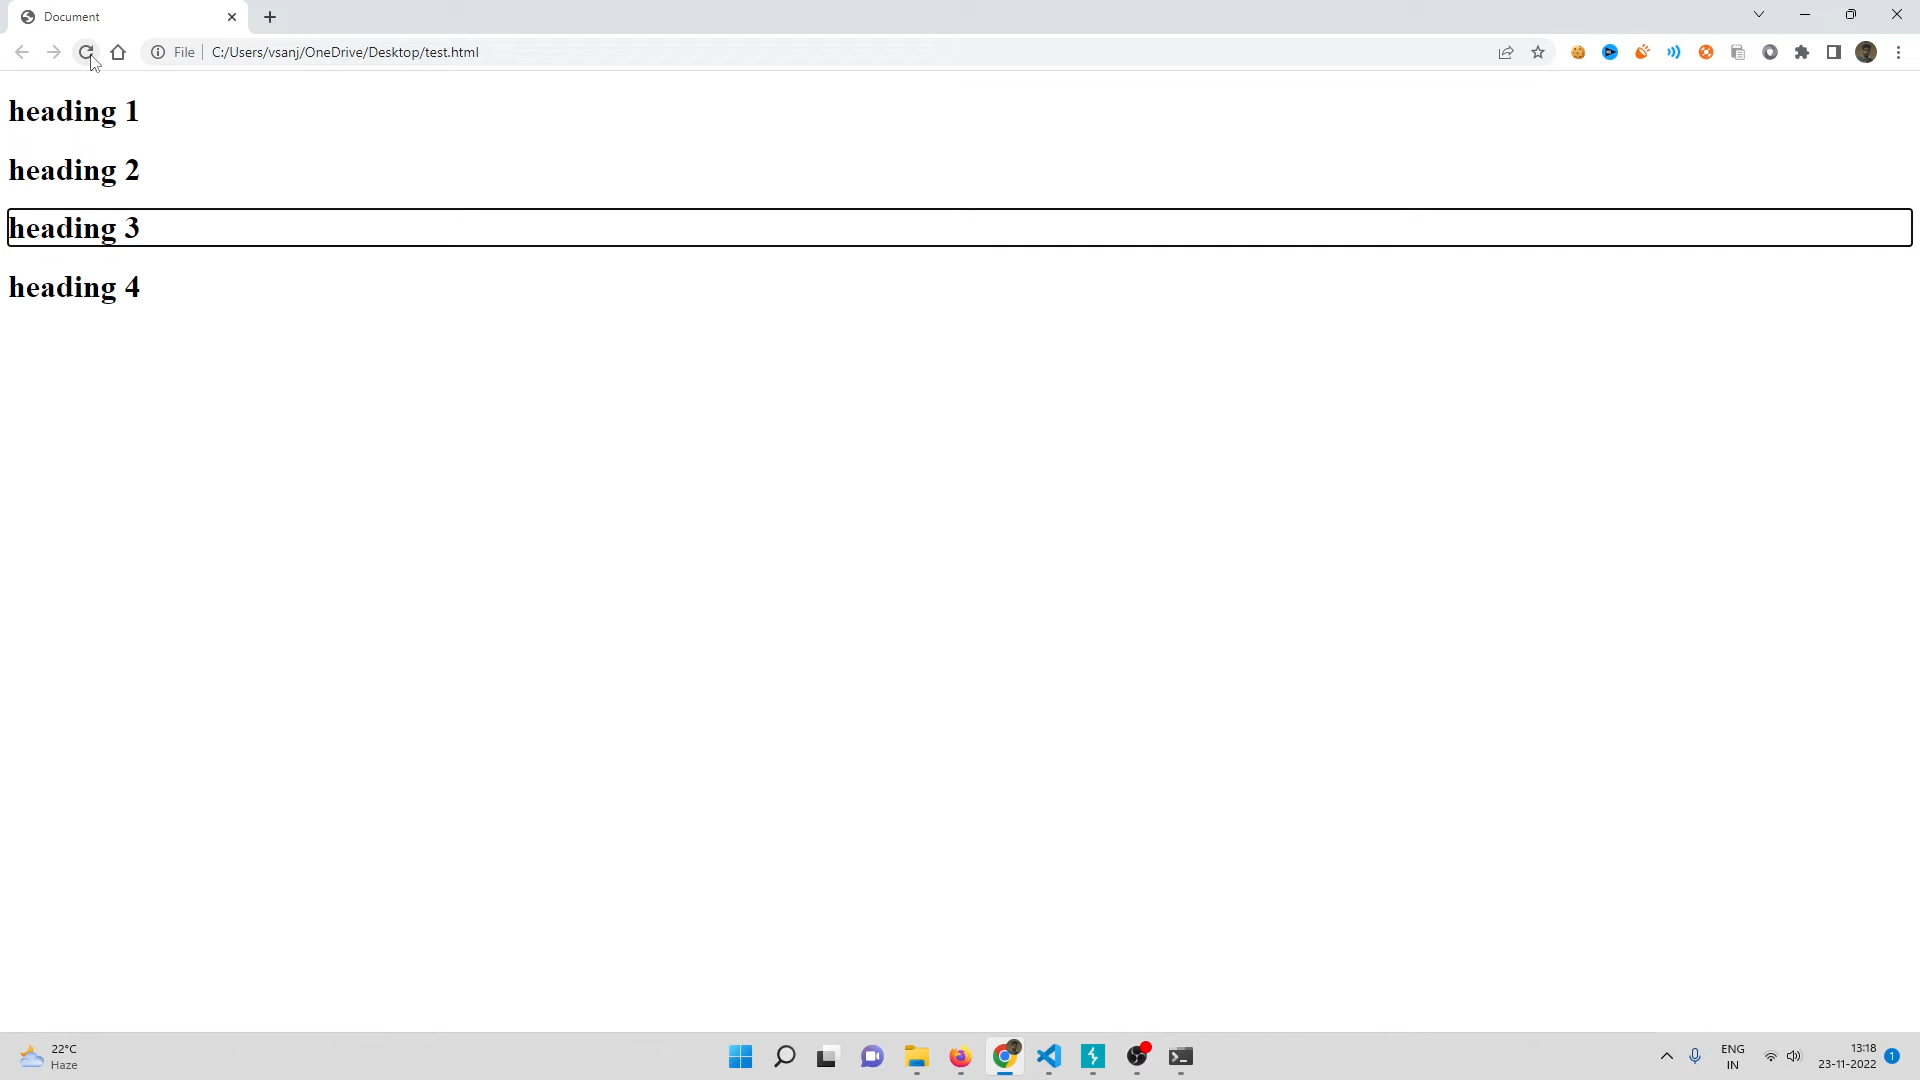 Document
File C:/Users/vsanj/OneDrive/Desktop/test.html
heading 1
heading 2
heading 3
heading 4
22°C
Haze
ENG
IN
13:18
23-11-2022
1